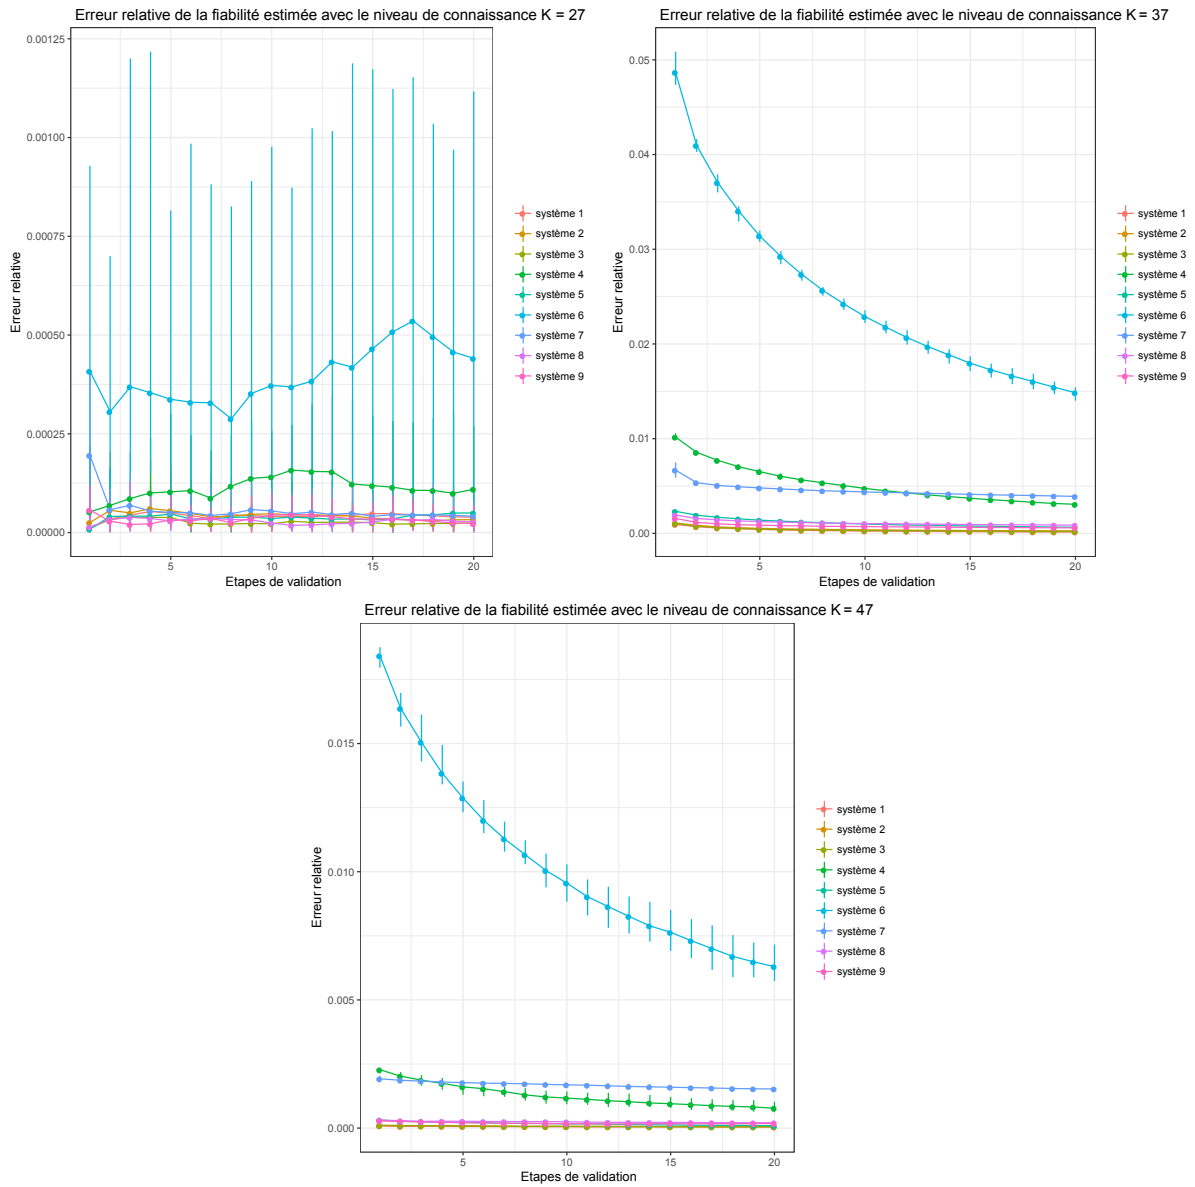 Erreur relative de la fiabilité estimée avec le niveau de connaissance K = 27
0.00125
0.00100
0.00075
0.00050
0.00025
0.00000
Erreur relative
5
10
15
20
Etapes de validation
système 1
système 2
système 3
système 4
système 5
système 6
système 7
système 8
système 9
Erreur relative de la fiabilité estimée avec le niveau de connaissance K = 37
0.05
0.04
0.03
0.02
0.01
0.00
Erreur relative
5
10
15
20
Etapes de validation
système 1
système 2
système 3
système 4
système 5
système 6
système 7
système 8
système 9
Erreur relative de la fiabilité estimée avec le niveau de connaissance K = 47
0.015
0.010
0.005
0.000
Erreur relative
5
10
15
20
Etapes de validation
système 1
système 2
système 3
système 4
système 5
système 6
système 7
système 8
système 9